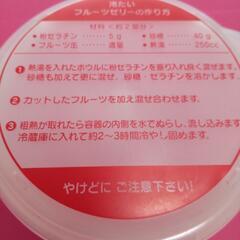 冷たい
フルーツゼリーの作り方
材料<約2個分>
・粉ゼラチン 5g ・砂糖 40g
・フルーツ缶 適量 ・熱湯 250cc
1 熱湯を入れたボウルに粉ゼラチンを振り入れ良く混ぜます。
砂糖も加えて更に混ぜ、砂糖・ゼラチンを溶かします。
2 カットしたフルーツを加え混ぜ合わせます。
3 粗熱が取れたら容器の内側を水でぬらし、流し込みます。
冷蔵庫に入れて約2〜3時間冷やし固めます。
やけどに ご注意下さい!